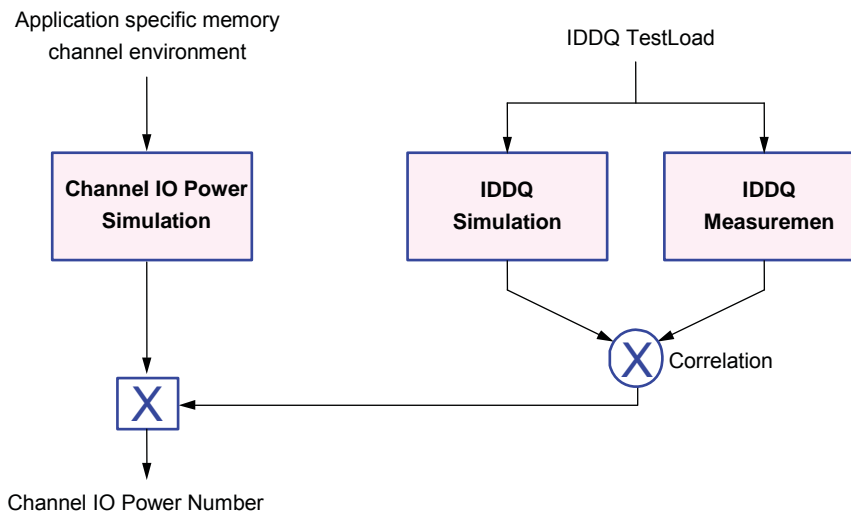 Application specific memory
channel environment
IDDQ TestLoad
Channel IO Power
Simulation
IDDQ
Simulation
IDDQ
Measuremen
X
Correlation
X
Channel IO Power Number